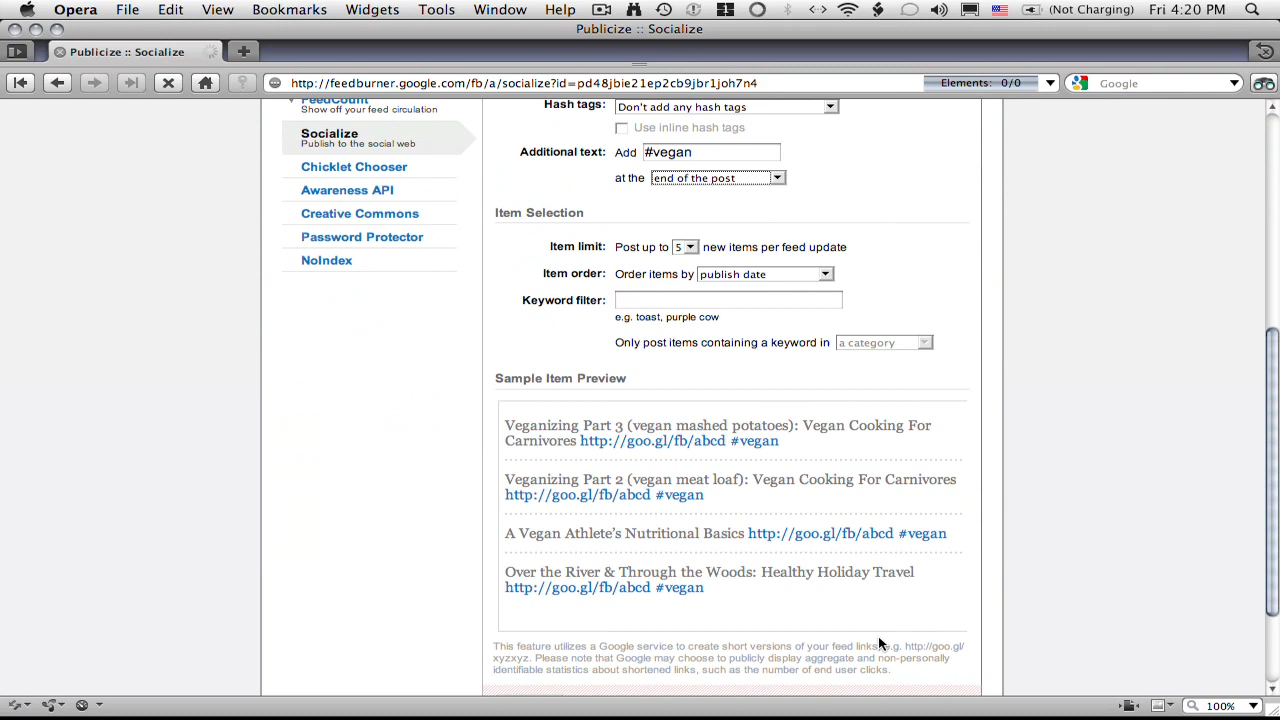 Opera File Edit View Bookmarks Widgets Tools Window Help (Not Charging) Fri 4:20 PM
Publicize :: Socialize
Publicize :: Socialize
http://feedburner.google.com/fb/a/socialize?id=pd48jbie21ep2cb9jbr1joh7n4 Elements: 0/0 Google
FeedCount
Show off your feed circulation
Socialize
Publish to the social web
Chicklet Chooser
Awareness API
Creative Commons
Password Protector
NoIndex
Hash tags: Don't add any hash tags
Use inline hash tags
Additional text: Add #vegan
at the end of the post
Item Selection
Item limit: Post up to 5 new items per feed update
Item order: Order items by publish date
Keyword filter:
e.g. toast, purple cow
Only post items containing a keyword in a category
Sample Item Preview
Veganizing Part 3 (vegan mashed potatoes): Vegan Cooking For
Carnivores http://goo.gl/fb/abcd #vegan
Veganizing Part 2 (vegan meat loaf): Vegan Cooking For Carnivores
http://goo.gl/fb/abcd #vegan
A Vegan Athlete's Nutritional Basics http://goo.gl/fb/abcd #vegan
Over the River & Through the Woods: Healthy Holiday Travel
http://goo.gl/fb/abcd #vegan
This feature utilizes a Google service to create short versions of your feed links, e.g. http://goo.gl/
xyzxyz. Please note that Google may choose to publicly display aggregate and non-personally
identifiable statistics about shortened links, such as the number of end user clicks.
100%